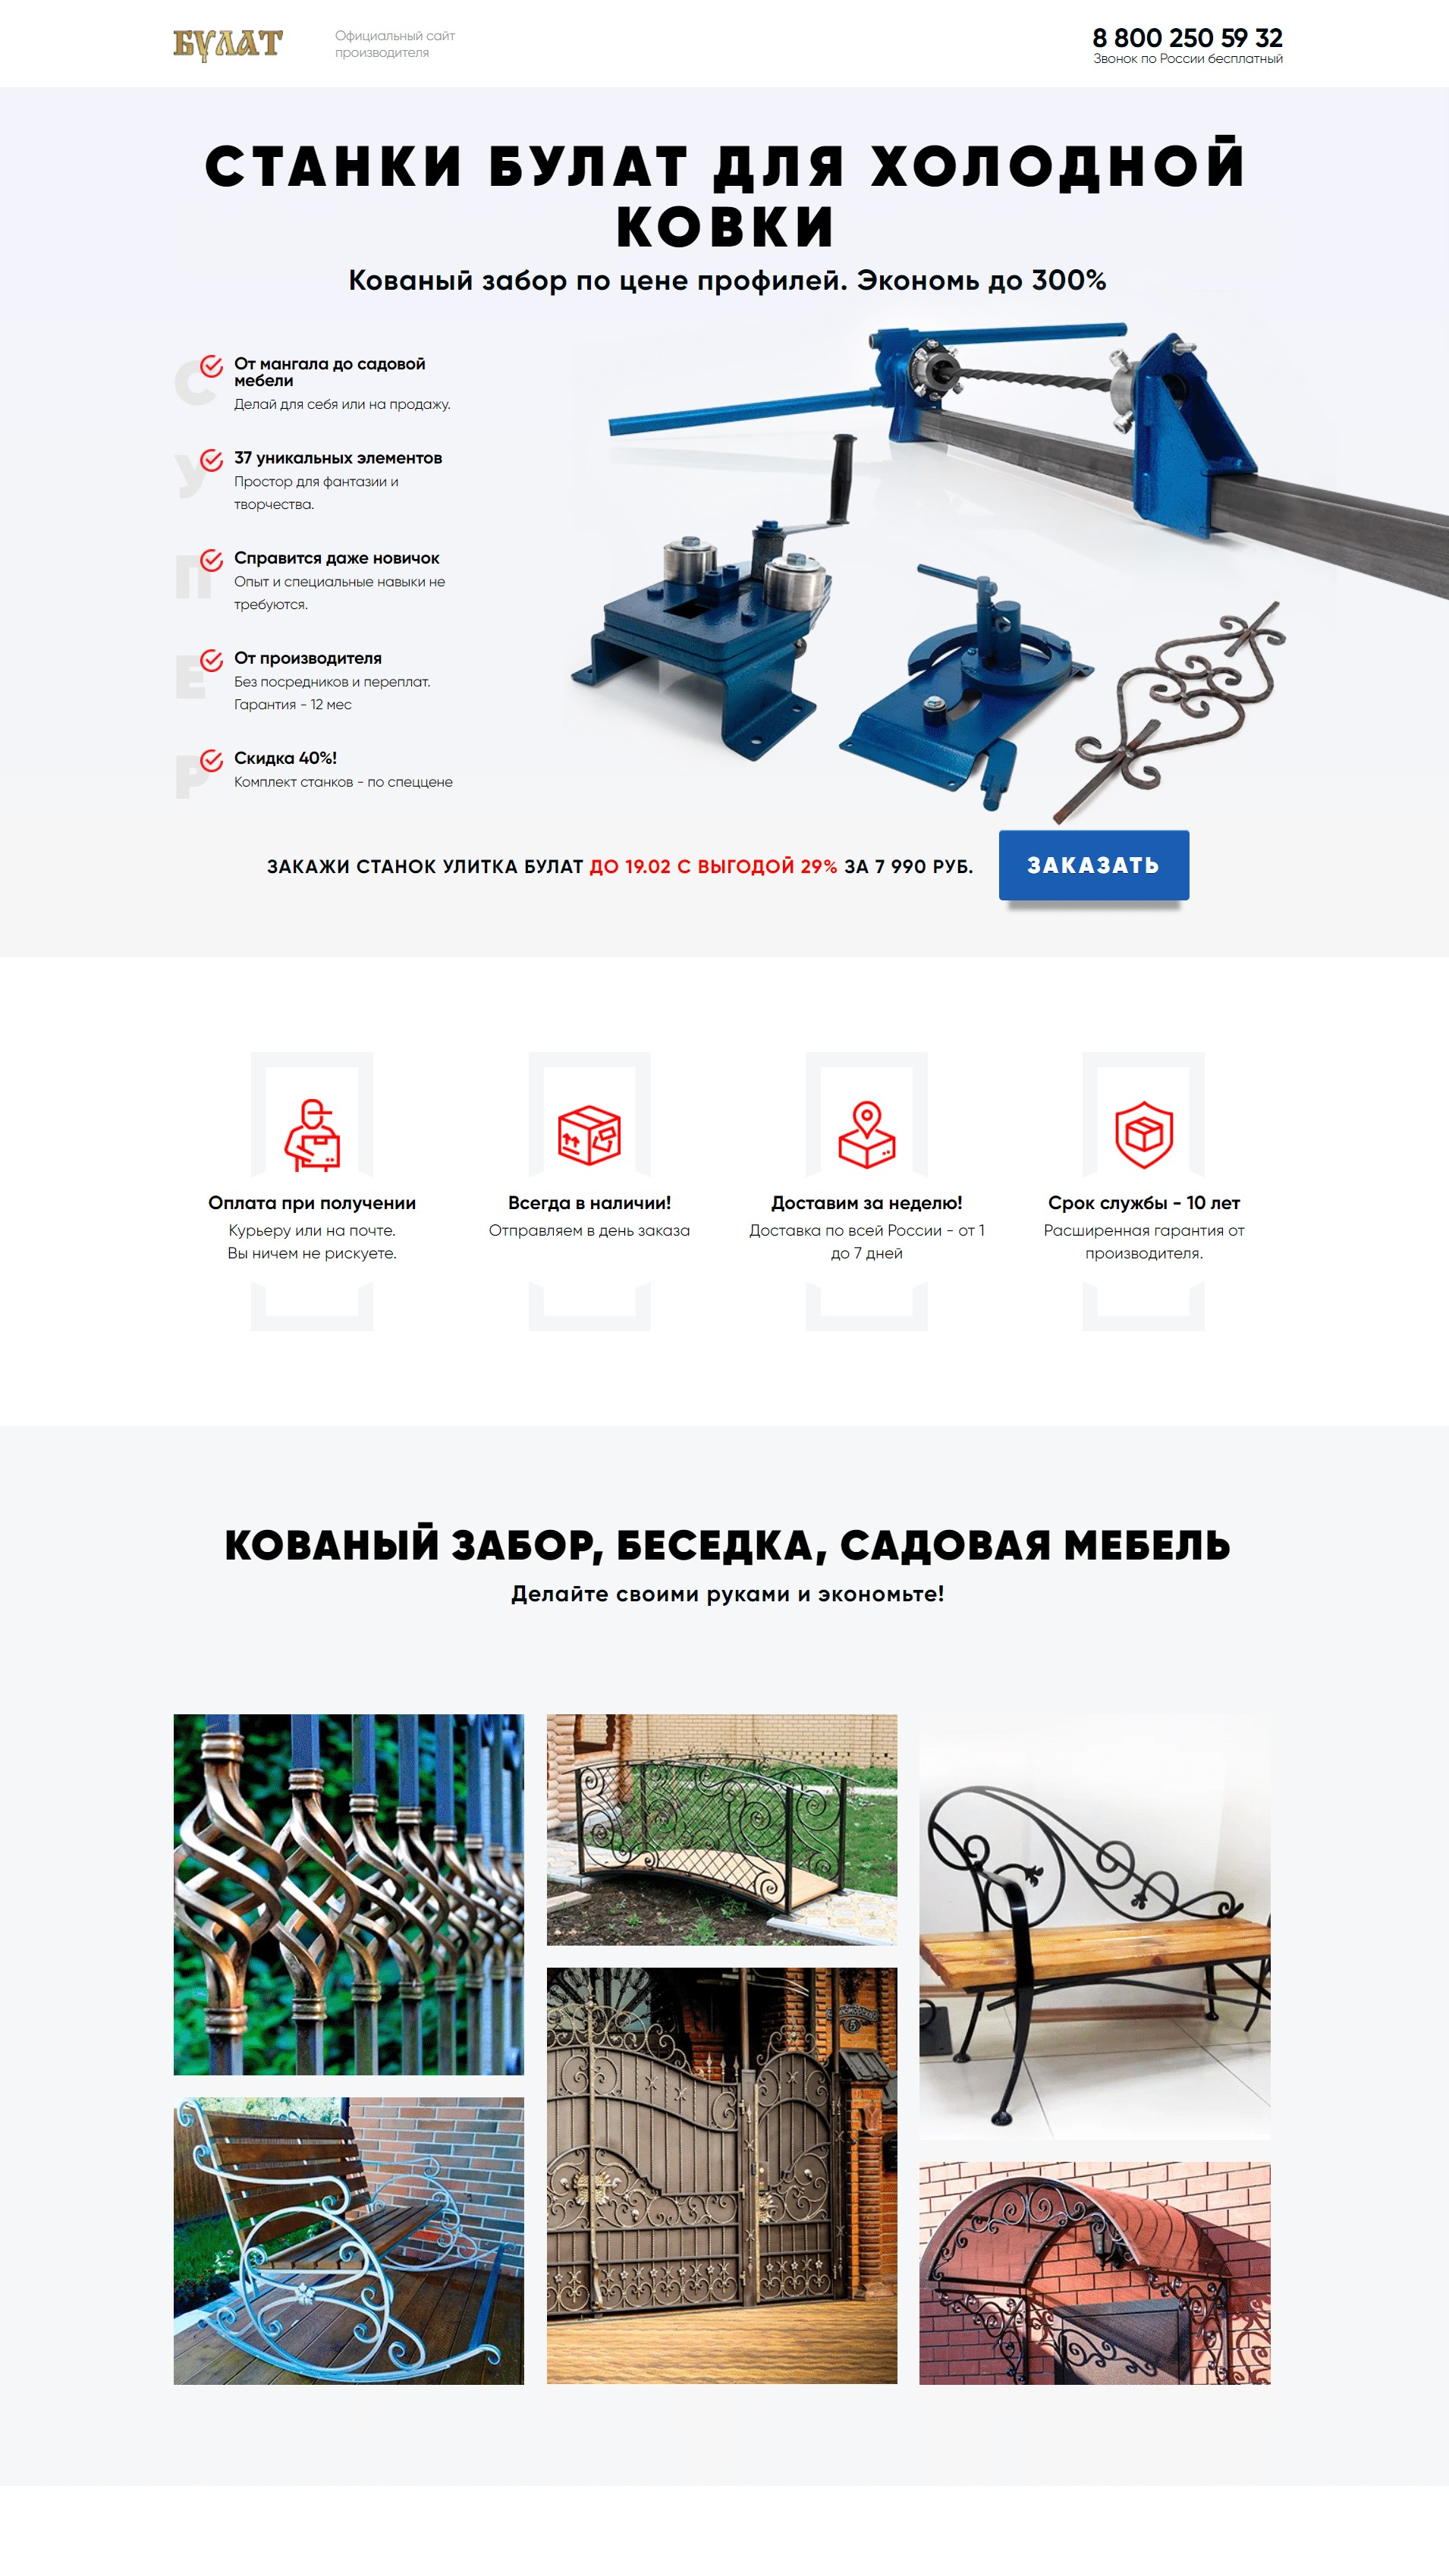 БУЛАТ
Официальный сайт
производителя
8 800 250 59 32
Звонок по России бесплатный
СТАНКИ БУЛАТ ДЛЯ ХОЛОДНОЙ
КОВКИ
Кованый забор по цене профилей. Экономь до 300%
С
От мангала до садовой
мебели
Делай для себя или на продажу.
У
37 уникальных элементов
Простор для фантазии и
творчества.
П
Справится даже новичок
Опыт и специальные навыки не
требуются.
Е
От производителя
Без посредников и переплат.
Гарантия - 12 мес
Р
Скидка 40%!
Комплект станков - по спеццене
ЗАКАЖИ СТАНОК УЛИТКА БУЛАТ ДО 19.02 С ВЫГОДОЙ 29% ЗА 7 990 РУБ.
ЗАКАЗАТЬ
Оплата при получении
Курьеру или на почте.
Вы ничем не рискуете.
Всегда в наличии!
Отправляем в день заказа
Доставим за неделю!
Доставка по всей России - от 1
до 7 дней
Срок службы - 10 лет
Расширенная гарантия от
производителя.
КОВАНЫЙ ЗАБОР, БЕСЕДКА, САДОВАЯ МЕБЕЛЬ
Делайте своими руками и экономьте!
5